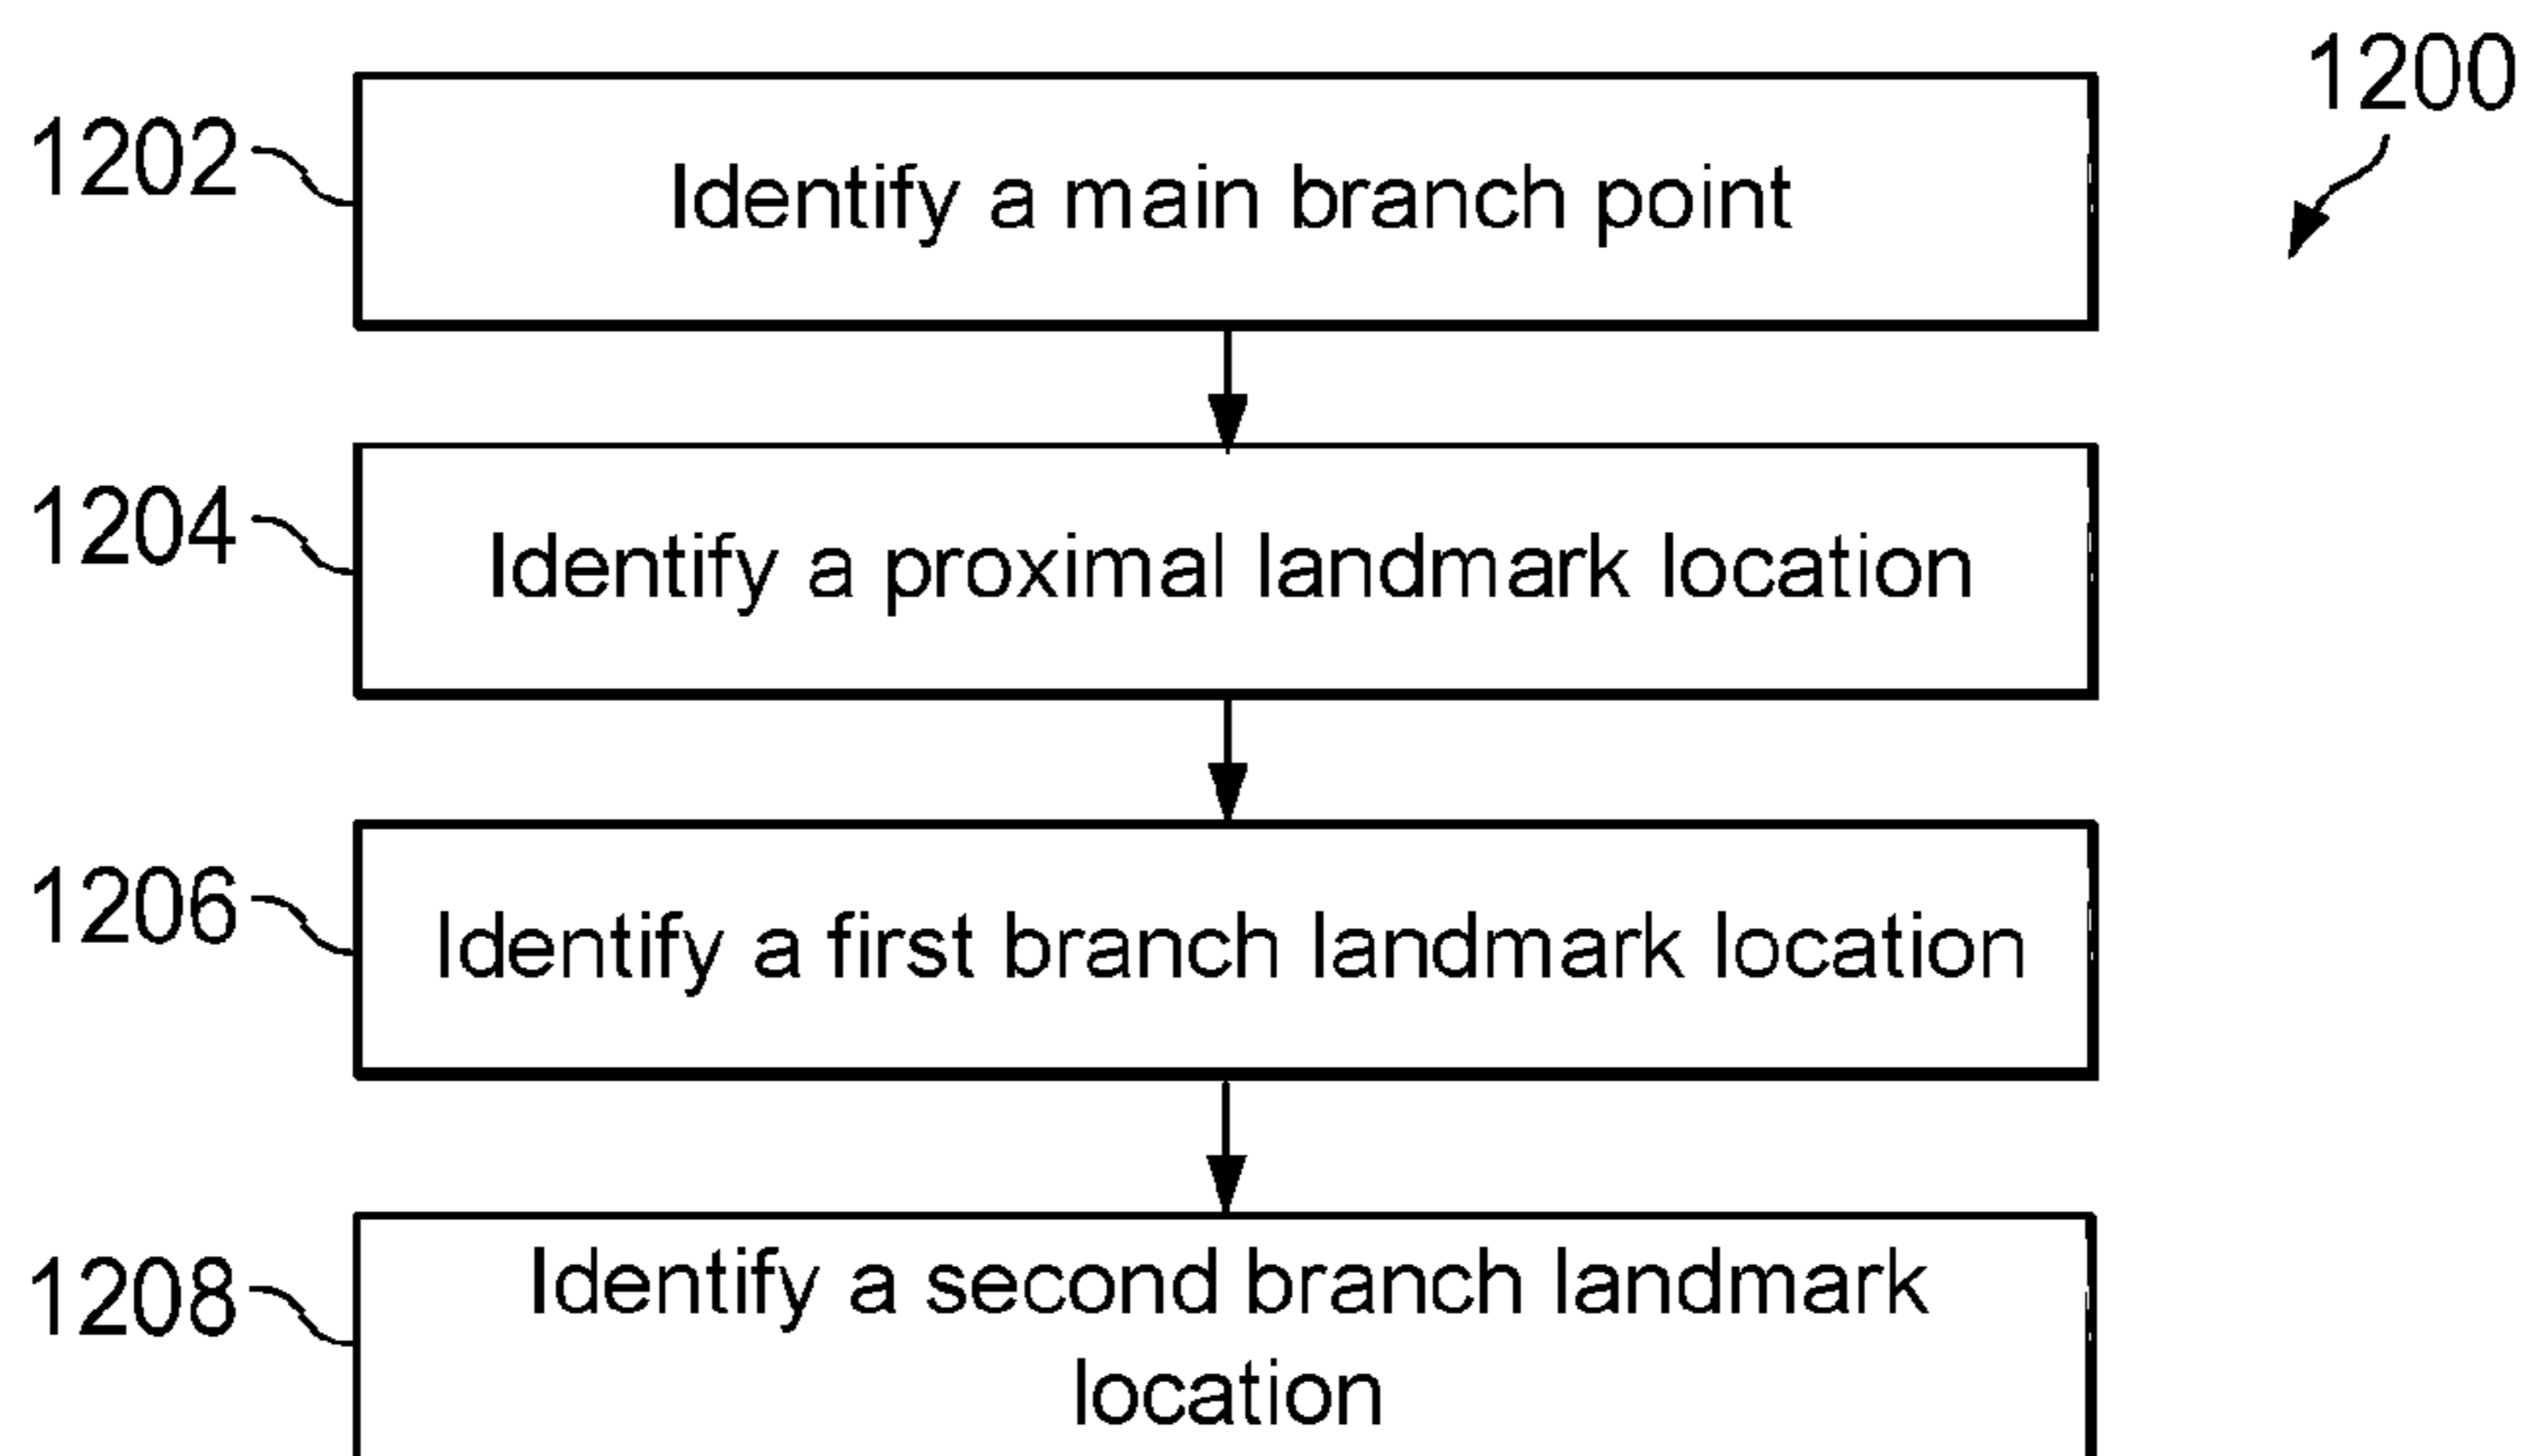 1200
1202
Identify a main branch point
1204
Identify a proximal landmark location
1206
Identify a first branch landmark location
1208
Identify a second branch landmark
location